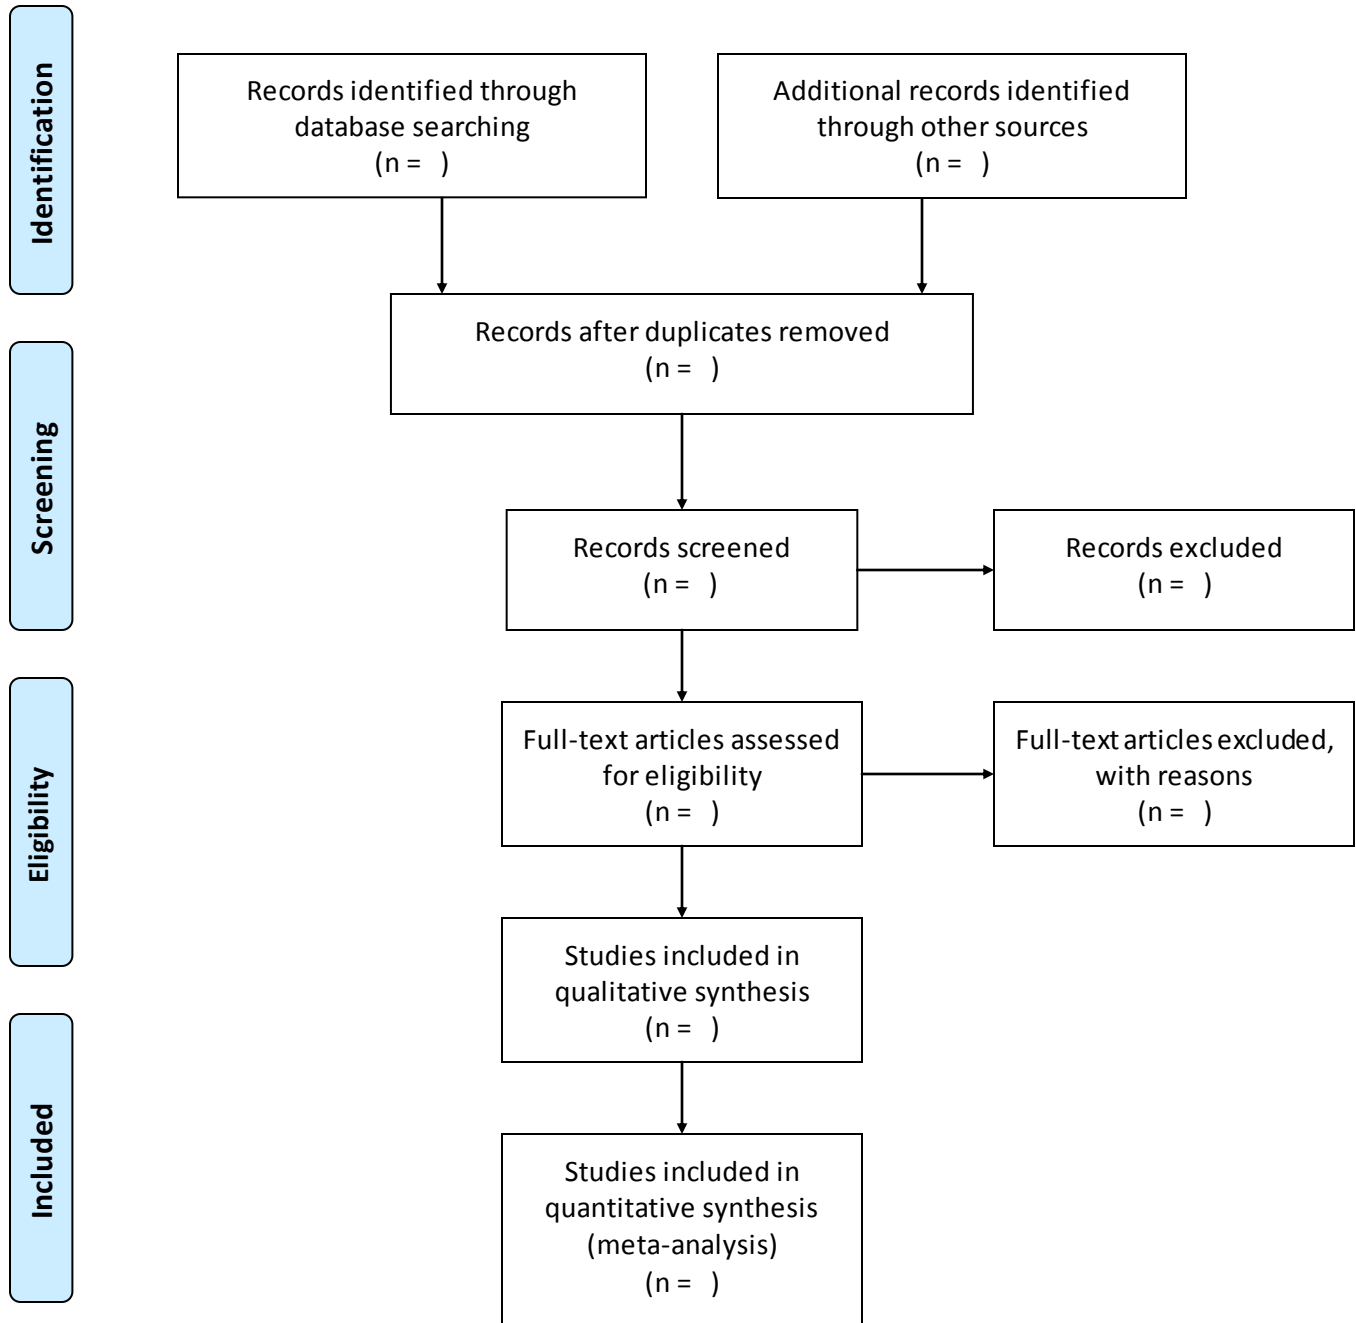 Identification
Records identified through
database searching
(n =   )
Additional records identified
through other sources
(n =   )
Records after duplicates removed
(n =   )
Screening
Records screened
(n =   )
Records excluded
(n =   )
Eligibility
Full-text articles assessed
for eligibility
(n =   )
Full-text articles excluded,
with reasons
(n =   )
Studies included in
qualitative synthesis
(n =   )
Included
Studies included in
quantitative synthesis
(meta-analysis)
(n =   )